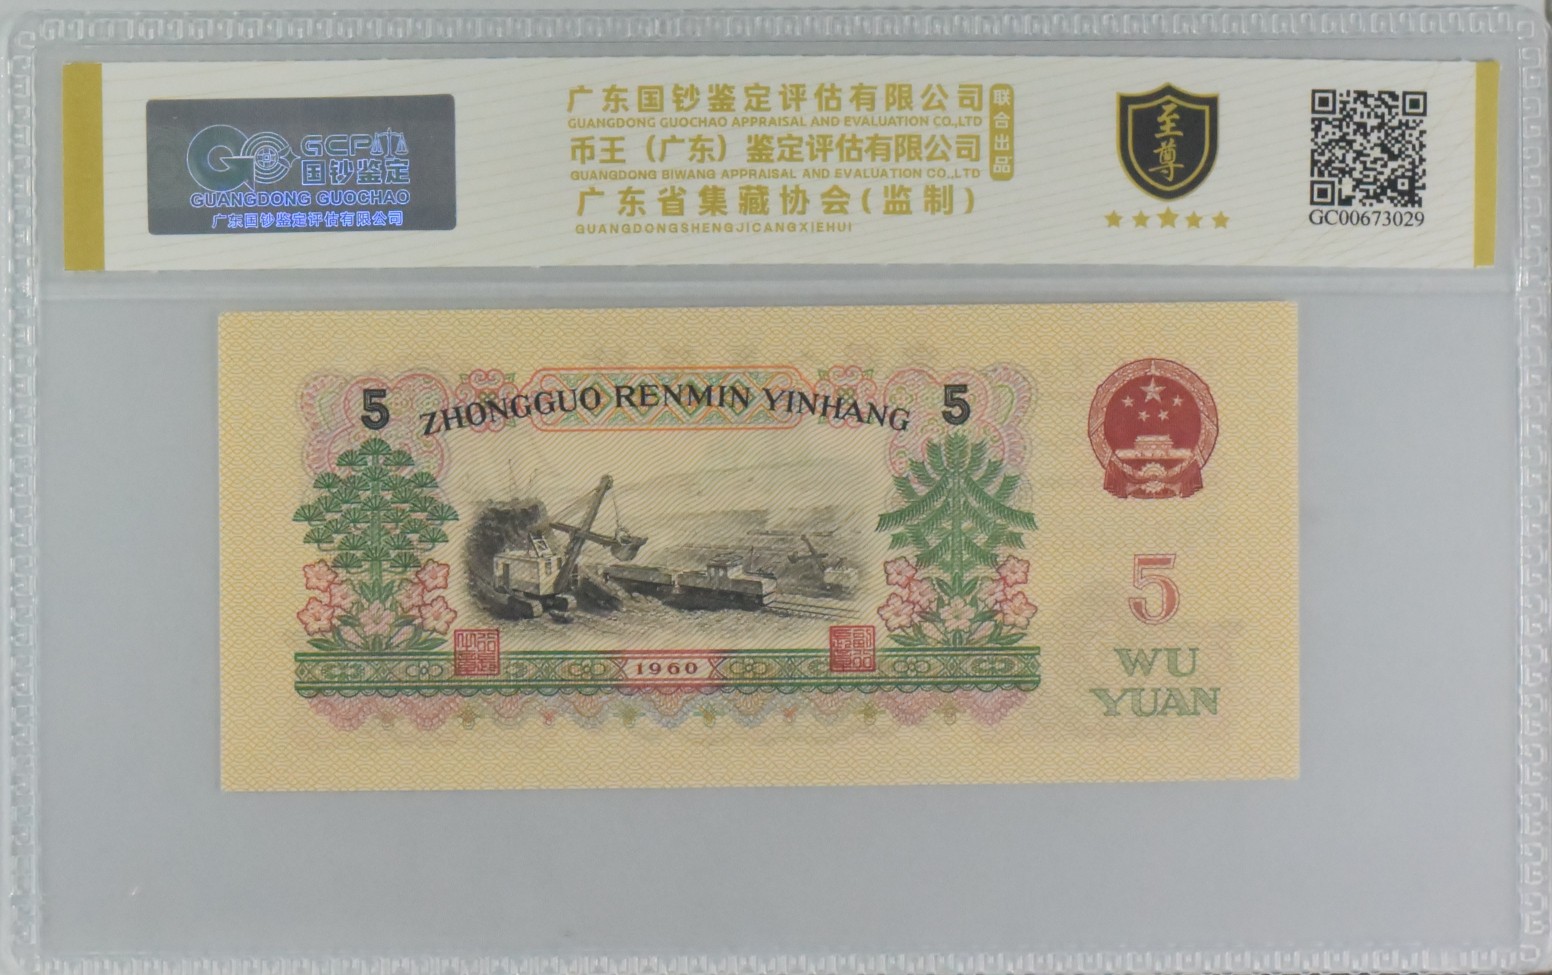 GCP
国钞鉴定
GUANGDONG GUOCHAO
广东国钞鉴定评估有限公司
广东国钞鉴定评估有限公司
GUANGDONG GUOCHAO APPRAISAL AND EVALUATION CO.,LTD
币王（广东）鉴定评估有限公司
GUANGDONG BIWANG APPRAISAL AND EVALUATION CO.,LTD
广东省集藏协会(监制)
GUANGDONGSHENGJICANGXIEHUI
联合出品
至尊
GC00673029
5
ZHONGGUO RENMIN YINHANG
5
1960
5
WU
YUAN